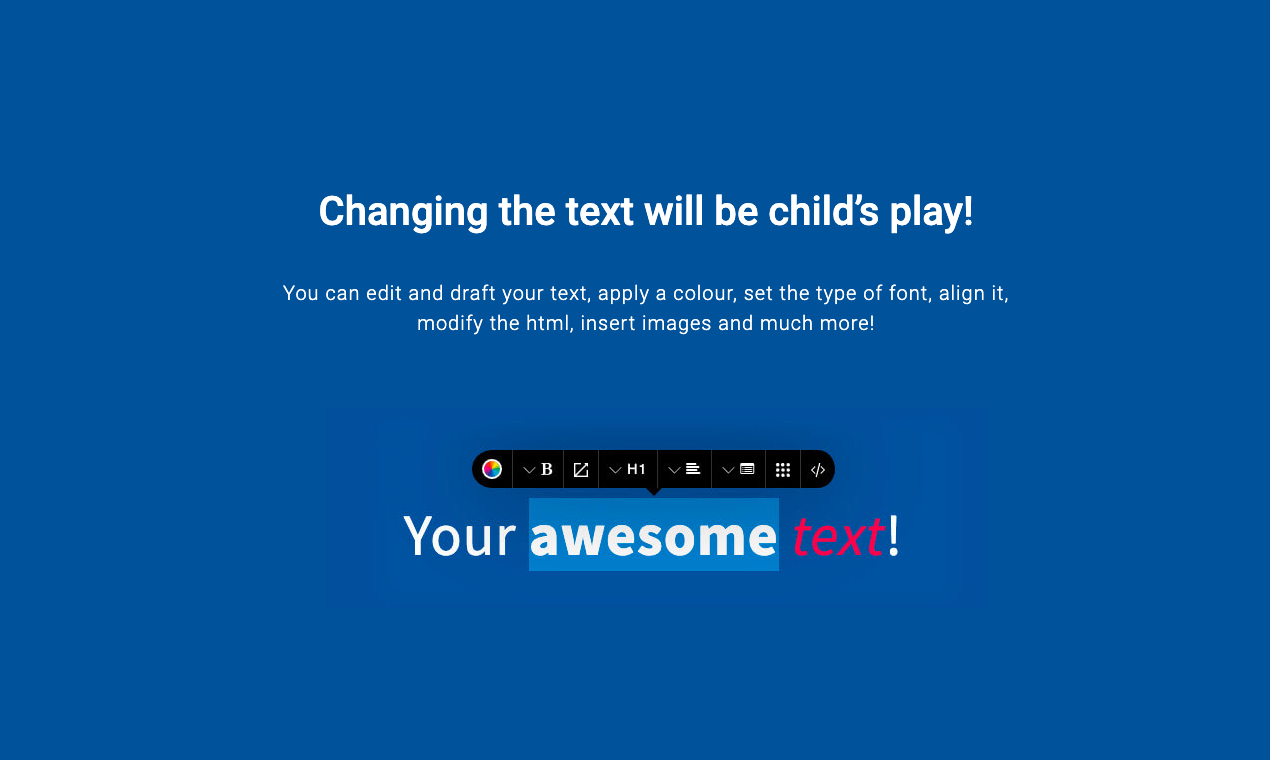 Changing the text will be child’s play!
You can edit and draft your text, apply a colour, set the type of font, align it,
modify the html, insert images and much more!
B H1 </>
Your awesome text!